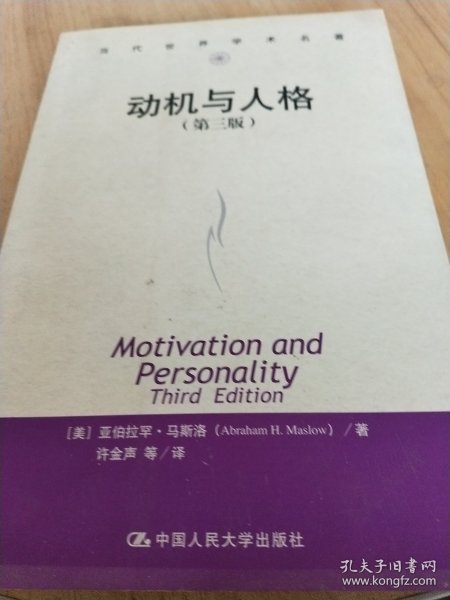 当代世界学术名著
动机与人格
（第三版）
Motivation and
Personality
Third Edition
［美］亚伯拉罕·马斯洛（Abraham H. Maslow）／著
许金声 等／译
中国人民大学出版社
孔夫子旧书网
www.kongfz.com